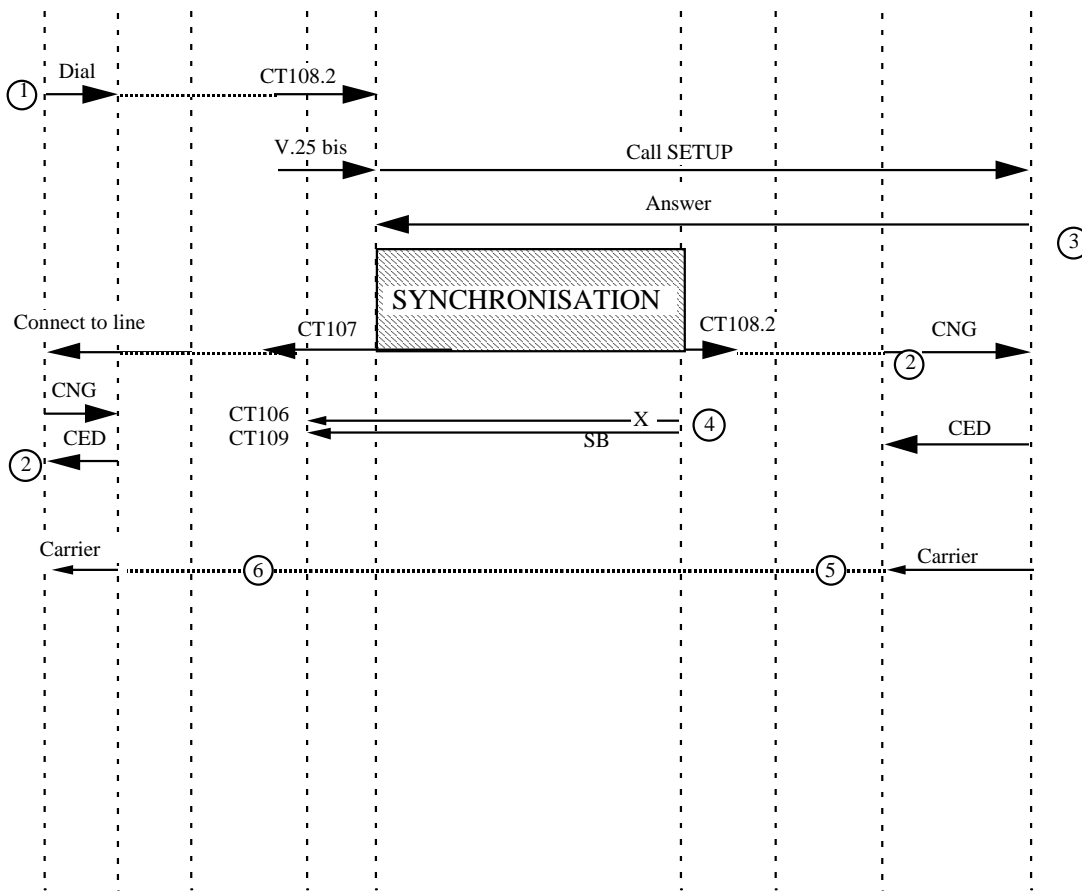 Dial
CT108.2
1
V.25 bis
Call SETUP
Answer
3
SYNCHRONISATION
Connect to line
CT107
CT108.2
CNG
2
CNG
CT106
X
4
CT109
SB
CED
CED
2
Carrier
6
5
Carrier